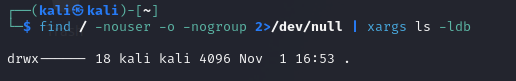 ┌──(kali㉿kali)-[~]
└─$ find / -nouser -o -nogroup 2>/dev/null | xargs ls -ldb
drwx------ 18 kali kali 4096 Nov  1 16:53 .